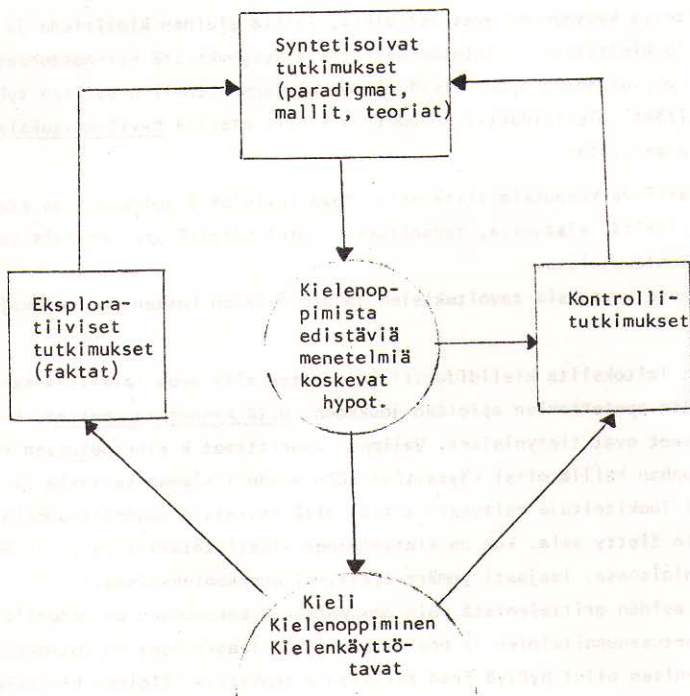 Syntetisoivat
tutkimukset
(paradigmat,
mallit, teoriat)
Eksplora-
tiiviset
tutkimukset
(faktat)
Kielenop-
pimista
edistäviä
menetelmiä
koskevat
hypot.
Kontrolli-
tutkimukset
Kieli
Kielenoppiminen
Kielenkäyttö-
tavat